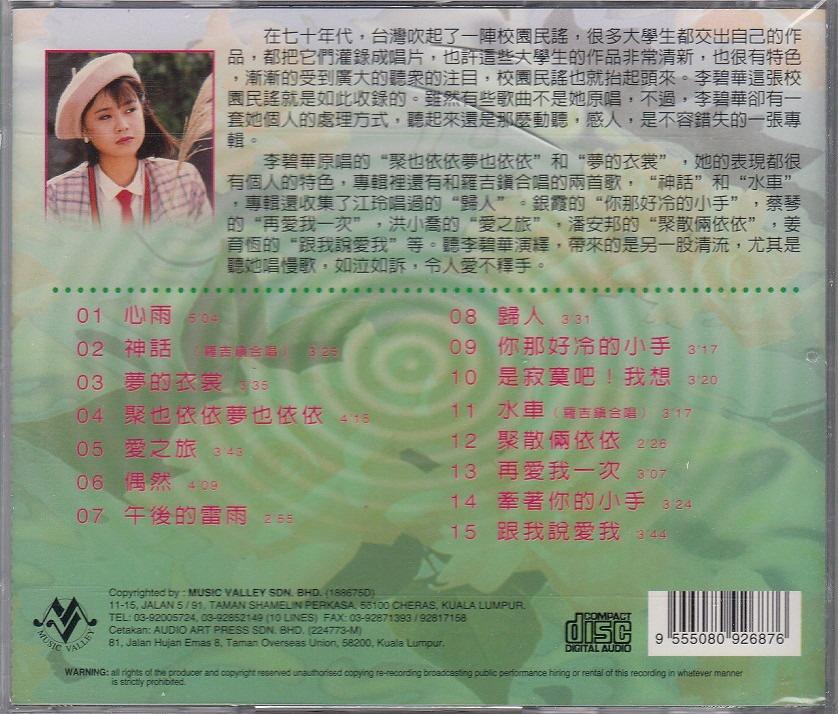 在七十年代，台灣吹起了一陣校園民謠，很多大學生都交出自己的作
品，都把它們灌錄成唱片，也許這些大學生的作品非常清新，也很有特色
，漸漸的受到廣大的聽眾的注目，校園民謠也就抬起頭來。李碧華這張校
園民謠就是如此收錄的。雖然有些歌曲不是她原唱，不過，李碧華卻有一
套她個人的處理方式，聽起來還是那麼動聽，感人，是不容錯失的一張專
輯。
李碧華原唱的“聚也依依夢也依依”和“夢的衣裳”，她的表現都很
有個人的特色，專輯裡還有和羅吉鎮合唱的兩首歌，“神話”和“水車”
，專輯還收集了江玲唱過的“歸人”。銀霞的“你那好冷的小手”，蔡琴
的“再愛我一次”，洪小喬的“愛之旅”，潘安邦的“聚散倆依依”，姜
育恆的“跟我說愛我”等。聽李碧華演繹，帶來的是另一股清流，尤其是
聽她唱慢歌，如泣如訴，令人愛不釋手。
01 心雨 5:04
02 神話（羅吉鎮合唱）3:25
03 夢的衣裳 3:35
04 聚也依依夢也依依 4:15
05 愛之旅 3:43
06 偶然 4:09
07 午後的雷雨 2:55
08 歸人 3:31
09 你那好冷的小手 3:17
10 是寂寞吧！我想 3:20
11 水車（羅吉鎮合唱）3:17
12 聚散倆依依 2:26
13 再愛我一次 3:07
14 牽著你的小手 3:24
15 跟我說愛我 3:44
MUSIC VALLEY
Copyrighted by : MUSIC VALLEY SDN. BHD. (188675D)
11-15, JALAN 5 / 91, TAMAN SHAMELIN PERKASA, 55100 CHERAS, KUALA LUMPUR.
TEL: 03-92005724, 03-92852149 (10 LINES) FAX: 03-92871393 / 92817158
Cetakan: AUDIO ART PRESS SDN. BHD. (224773-M)
81, Jalan Hujan Emas 8, Taman Overseas Union, 58200, Kuala Lumpur.
COMPACT
disc
DIGITAL AUDIO
9 555080 926876
WARNING: all rights of the producer and copyright reserved unauthorised copying re-recording broadcasting public performance hiring or rental of this recording in whatever manner
is strictly prohibited.